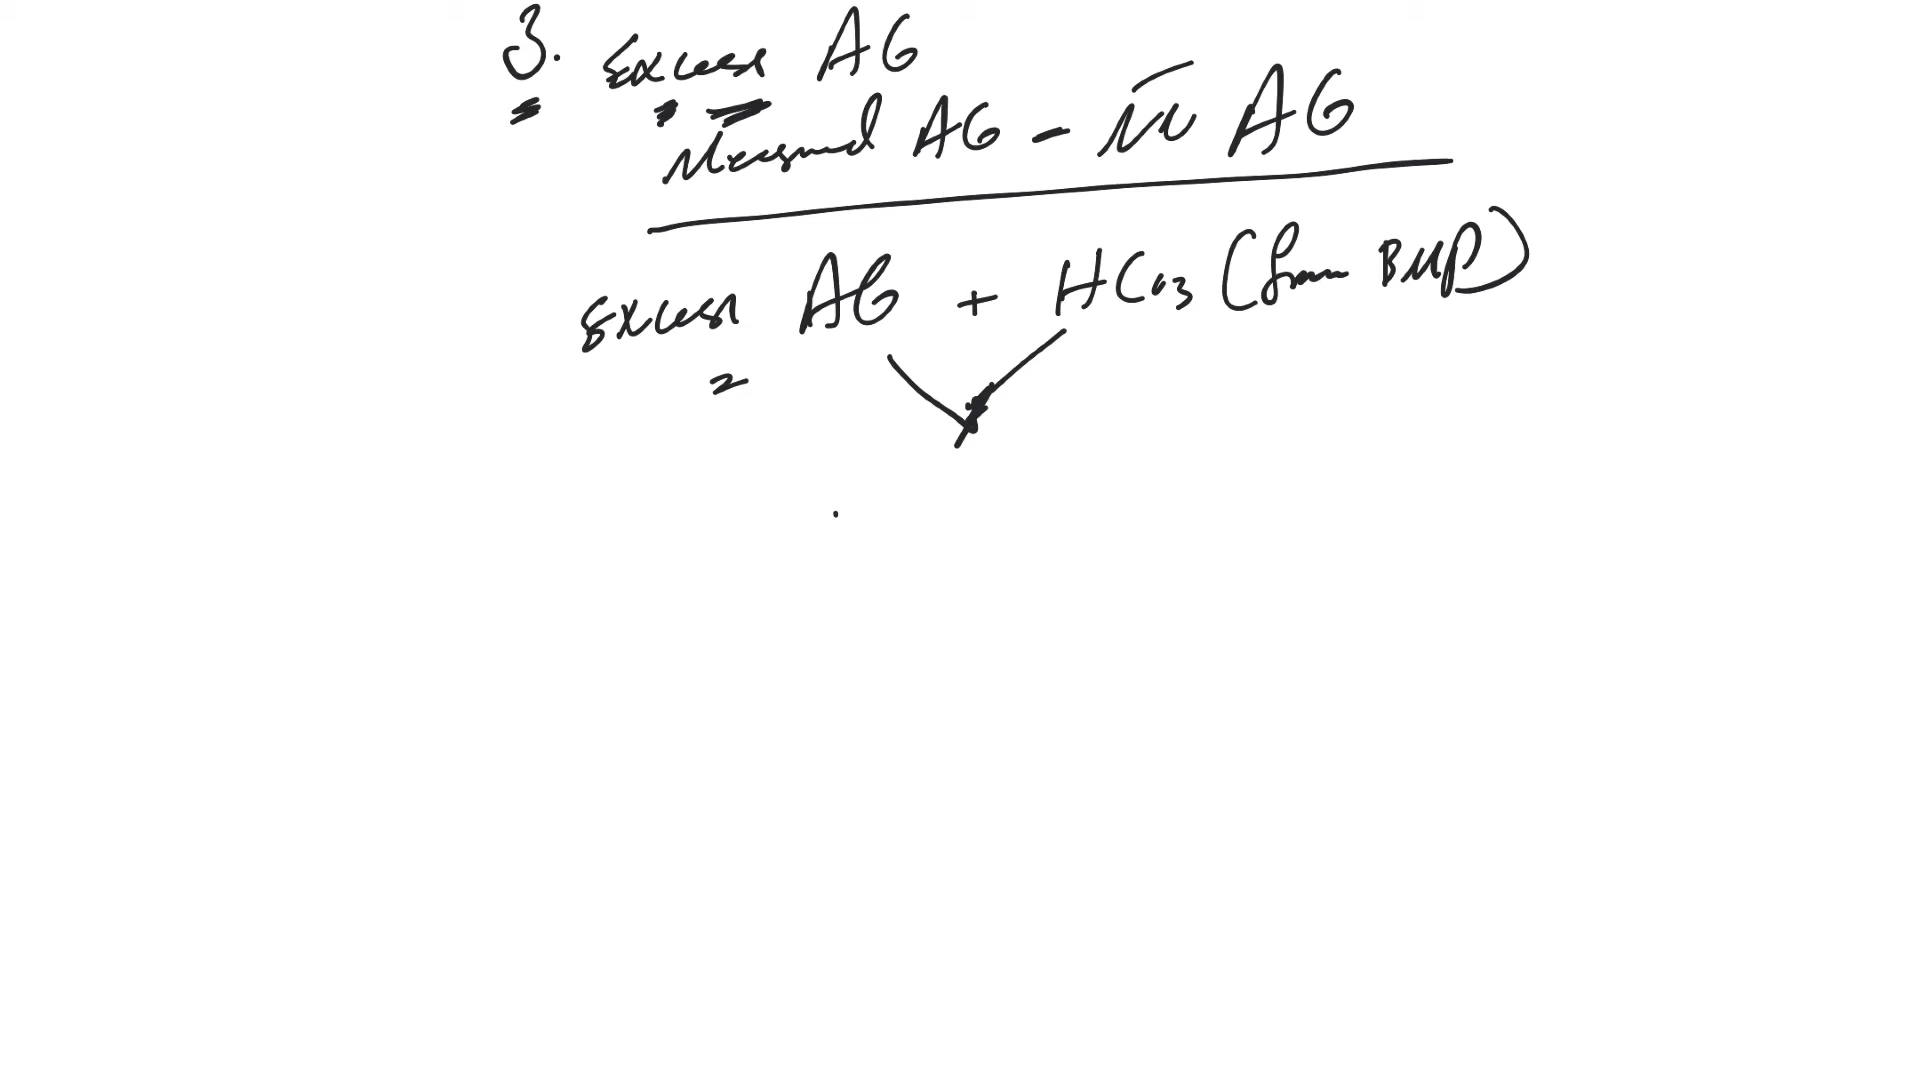 3. Excess AG
Measured AG - Nl AG
Excess AG + HCO3 (from BMP)